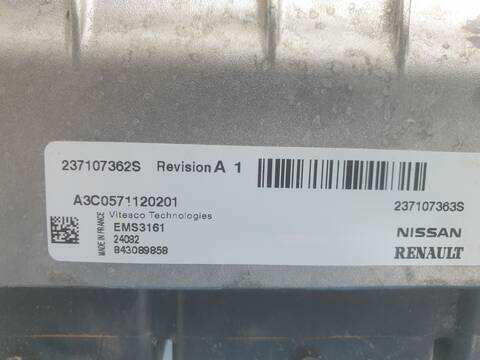 237107362S Revision A 1
A3C0571120201
237107363S
MADE IN FRANCE
Vitesco Technologies
EMS3161
24082
843089858
NISSAN
RENAULT